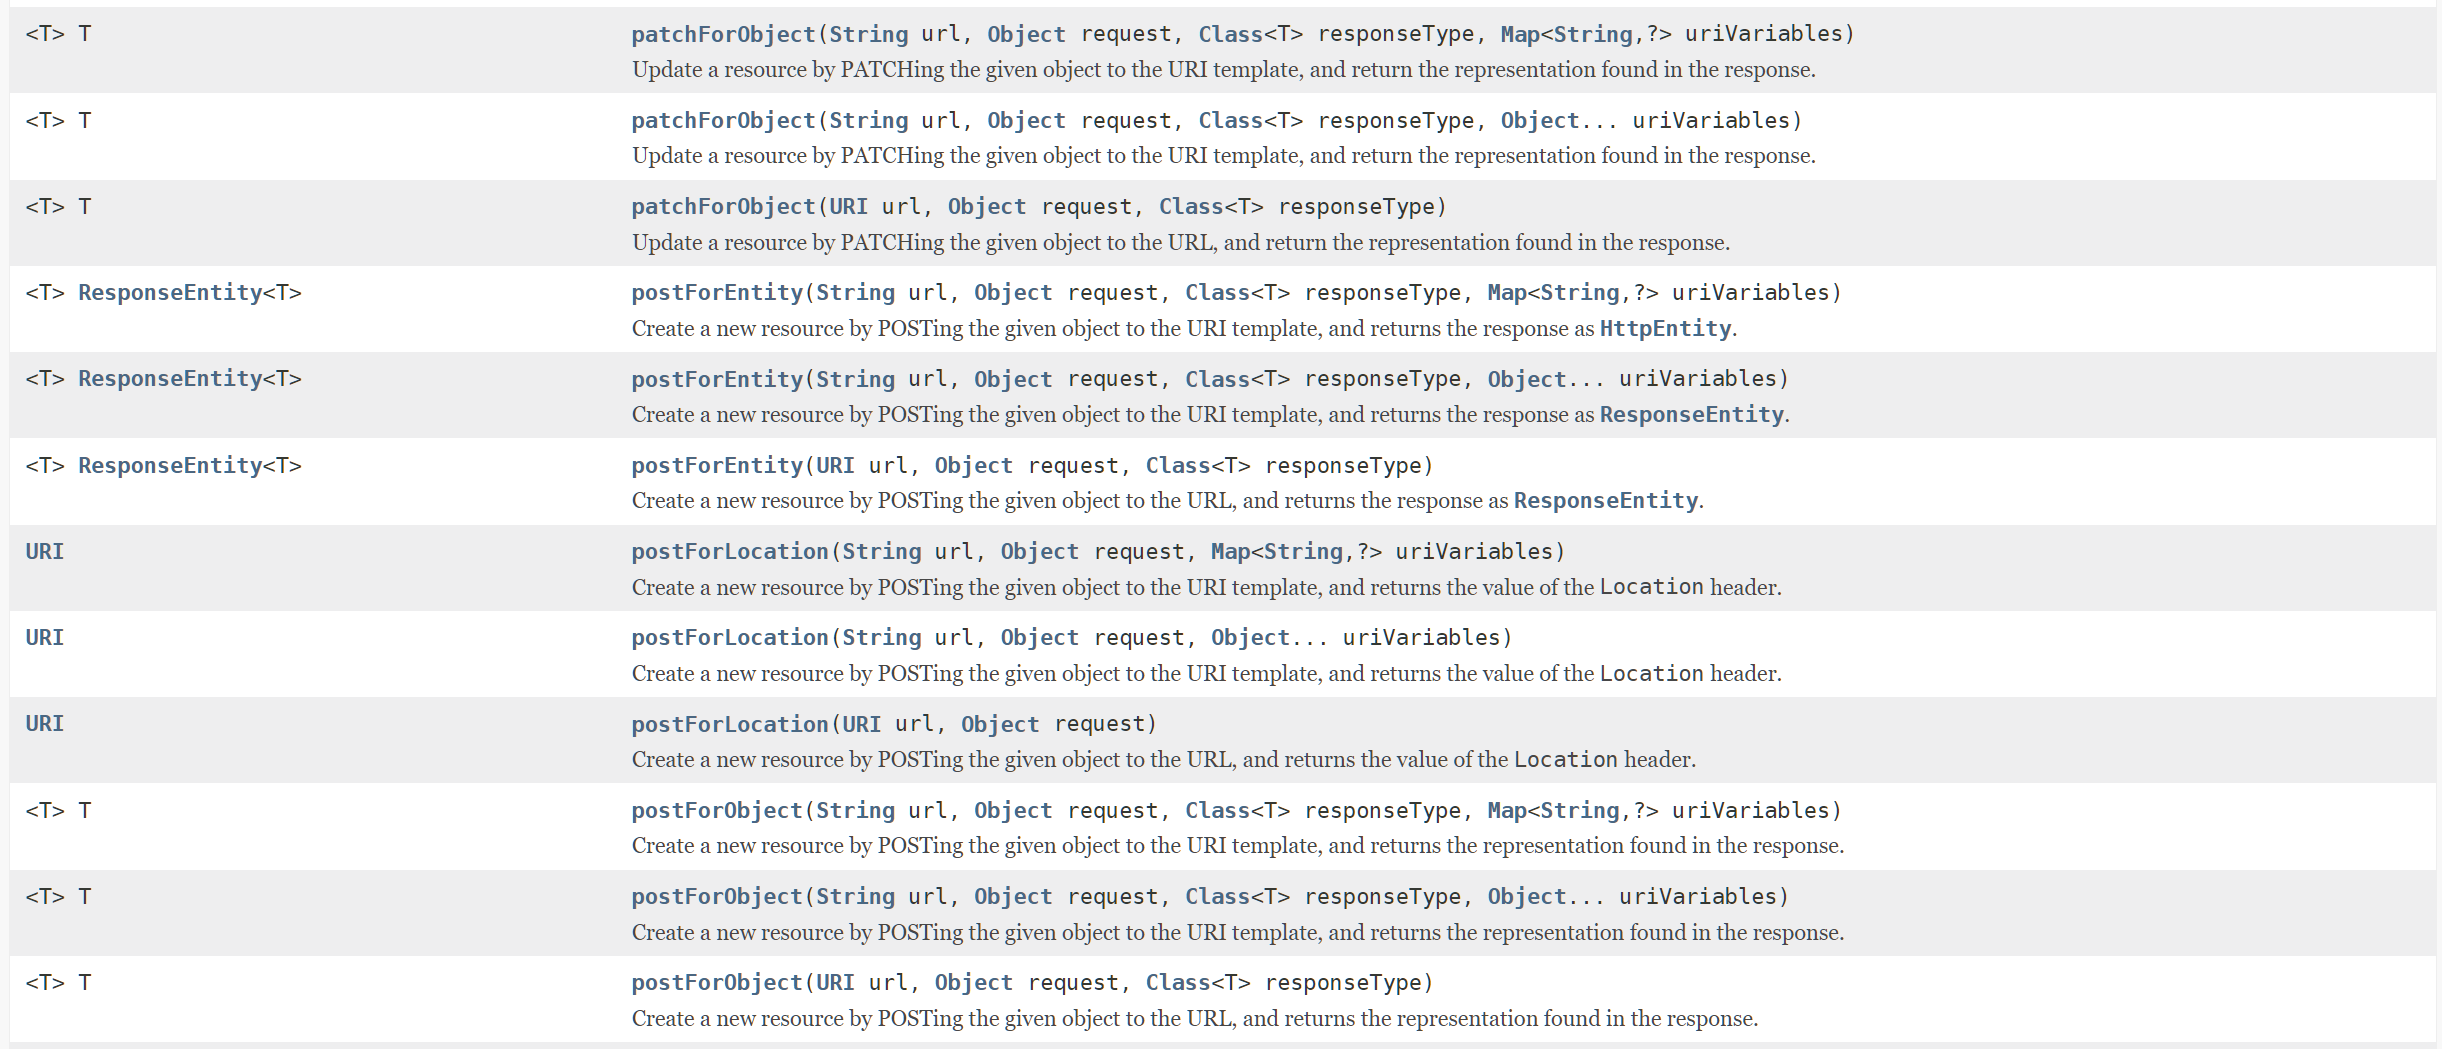 <T> T patchForObject(String url, Object request, Class<T> responseType, Map<String,?> uriVariables)
Update a resource by PATCHing the given object to the URI template, and return the representation found in the response.
<T> T patchForObject(String url, Object request, Class<T> responseType, Object... uriVariables)
Update a resource by PATCHing the given object to the URI template, and return the representation found in the response.
<T> T patchForObject(URI url, Object request, Class<T> responseType)
Update a resource by PATCHing the given object to the URL, and return the representation found in the response.
<T> ResponseEntity<T> postForEntity(String url, Object request, Class<T> responseType, Map<String,?> uriVariables)
Create a new resource by POSTing the given object to the URI template, and returns the response as HttpEntity.
<T> ResponseEntity<T> postForEntity(String url, Object request, Class<T> responseType, Object... uriVariables)
Create a new resource by POSTing the given object to the URI template, and returns the response as ResponseEntity.
<T> ResponseEntity<T> postForEntity(URI url, Object request, Class<T> responseType)
Create a new resource by POSTing the given object to the URL, and returns the response as ResponseEntity.
URI postForLocation(String url, Object request, Map<String,?> uriVariables)
Create a new resource by POSTing the given object to the URI template, and returns the value of the Location header.
URI postForLocation(String url, Object request, Object... uriVariables)
Create a new resource by POSTing the given object to the URI template, and returns the value of the Location header.
URI postForLocation(URI url, Object request)
Create a new resource by POSTing the given object to the URL, and returns the value of the Location header.
<T> T postForObject(String url, Object request, Class<T> responseType, Map<String,?> uriVariables)
Create a new resource by POSTing the given object to the URI template, and returns the representation found in the response.
<T> T postForObject(String url, Object request, Class<T> responseType, Object... uriVariables)
Create a new resource by POSTing the given object to the URI template, and returns the representation found in the response.
<T> T postForObject(URI url, Object request, Class<T> responseType)
Create a new resource by POSTing the given object to the URL, and returns the representation found in the response.